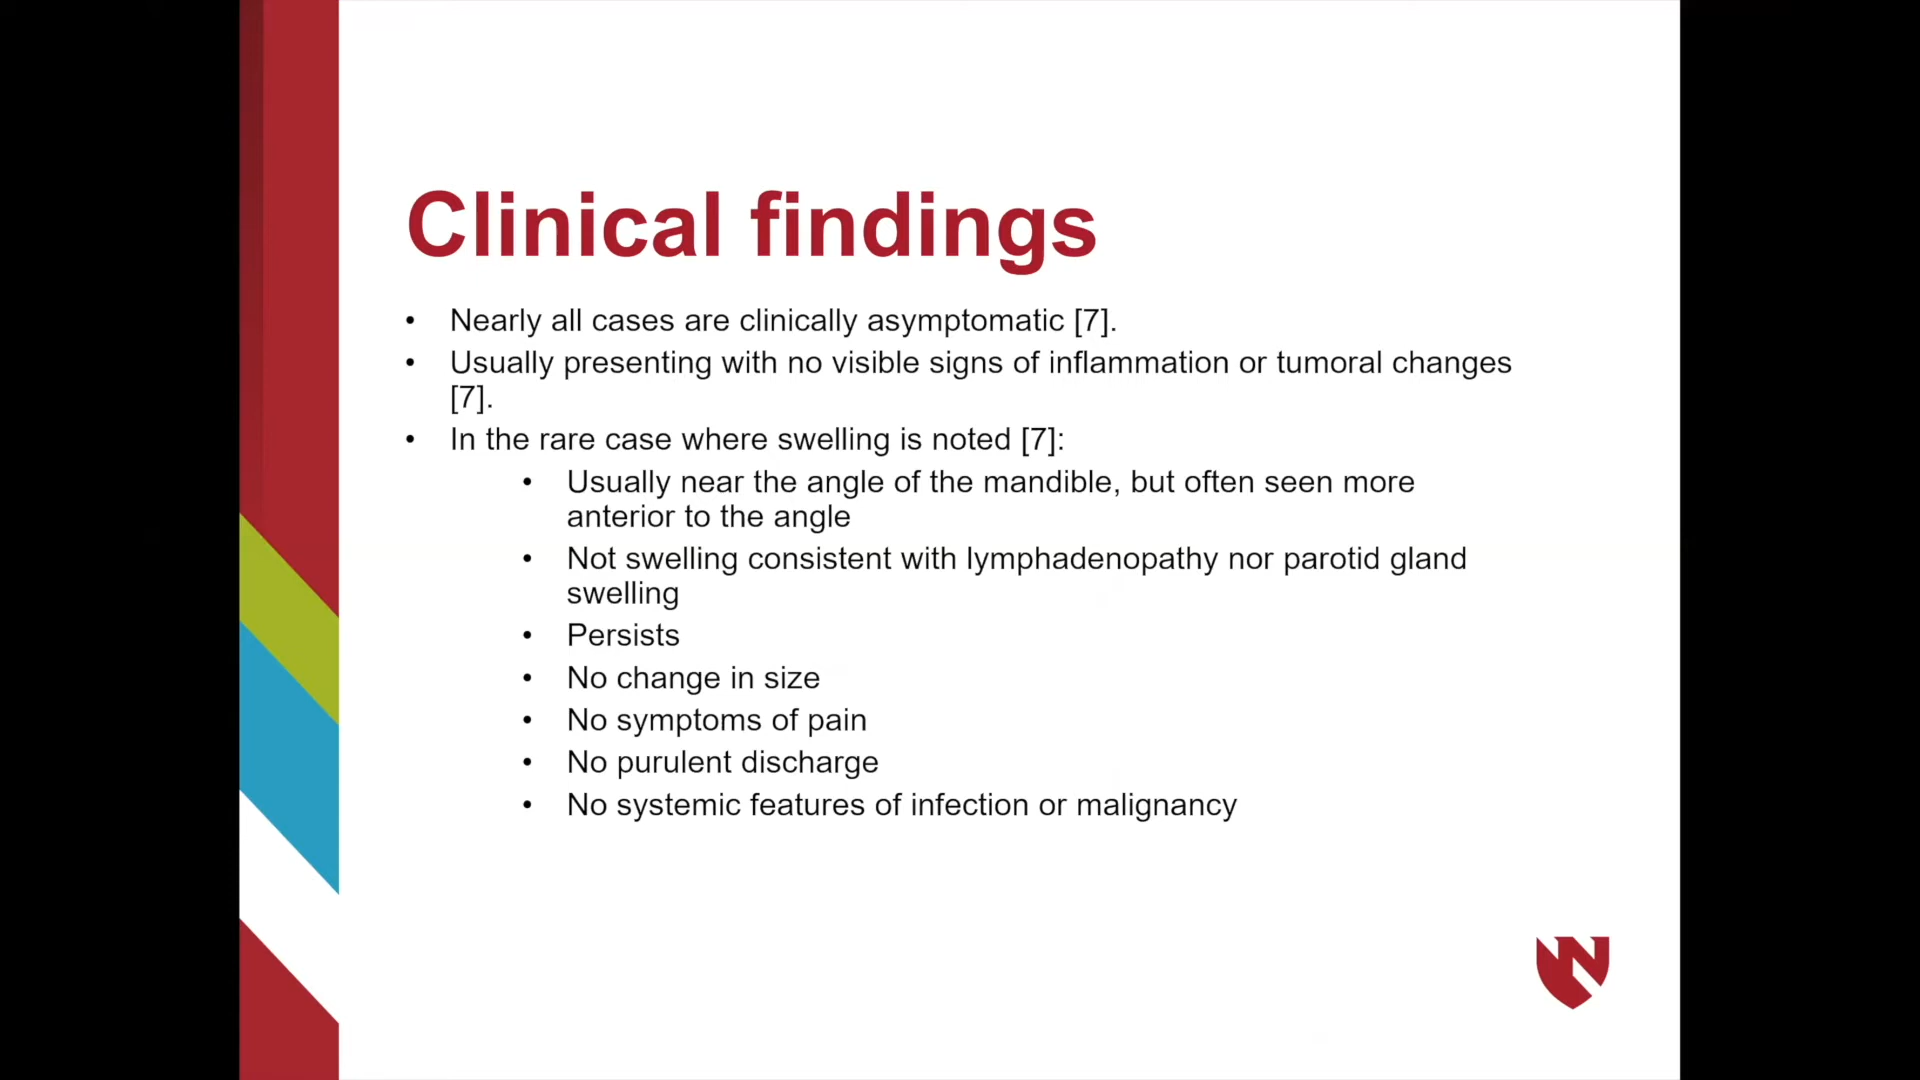 Clinical findings
• Nearly all cases are clinically asymptomatic [7].
• Usually presenting with no visible signs of inflammation or tumoral changes
[7].
• In the rare case where swelling is noted [7]:
• Usually near the angle of the mandible, but often seen more
anterior to the angle
• Not swelling consistent with lymphadenopathy nor parotid gland
swelling
• Persists
• No change in size
• No symptoms of pain
• No purulent discharge
• No systemic features of infection or malignancy